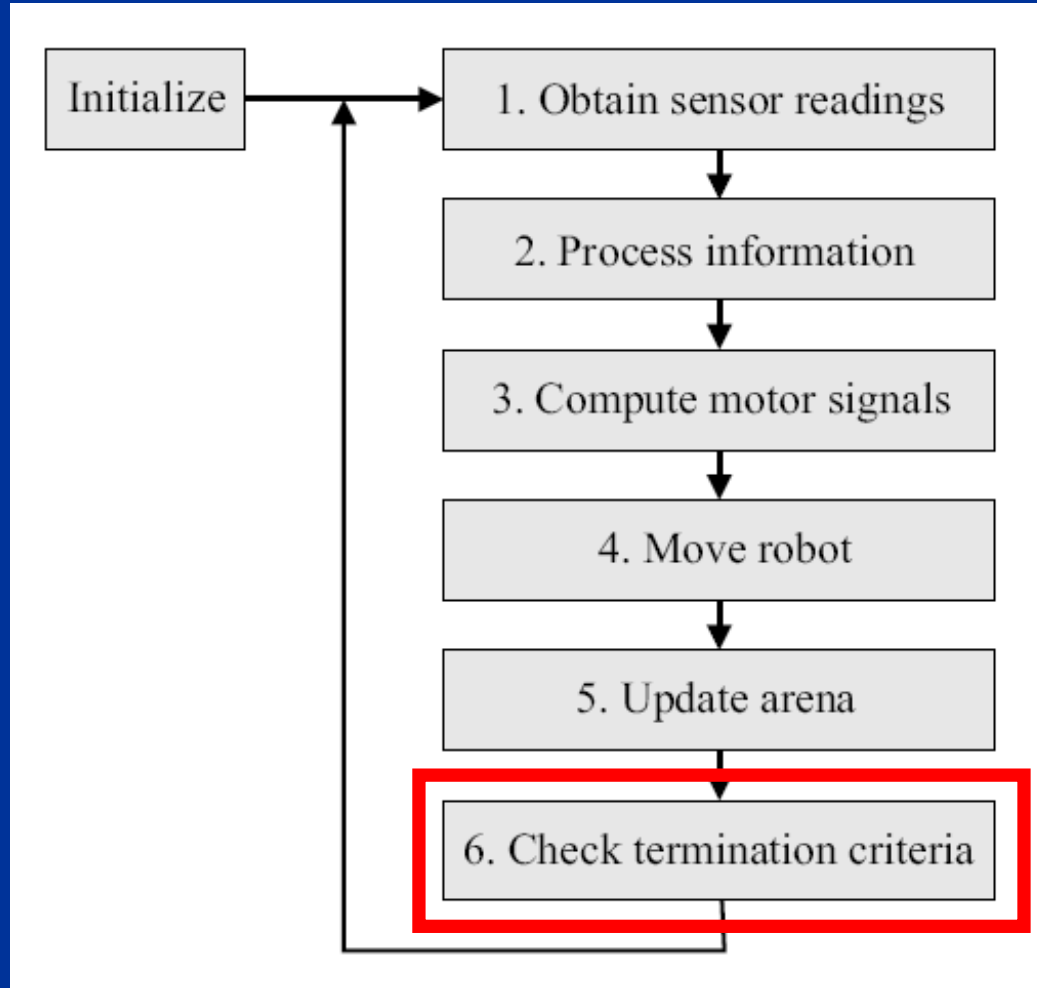 Initialize
1. Obtain sensor readings
2. Process information
3. Compute motor signals
4. Move robot
5. Update arena
6. Check termination criteria